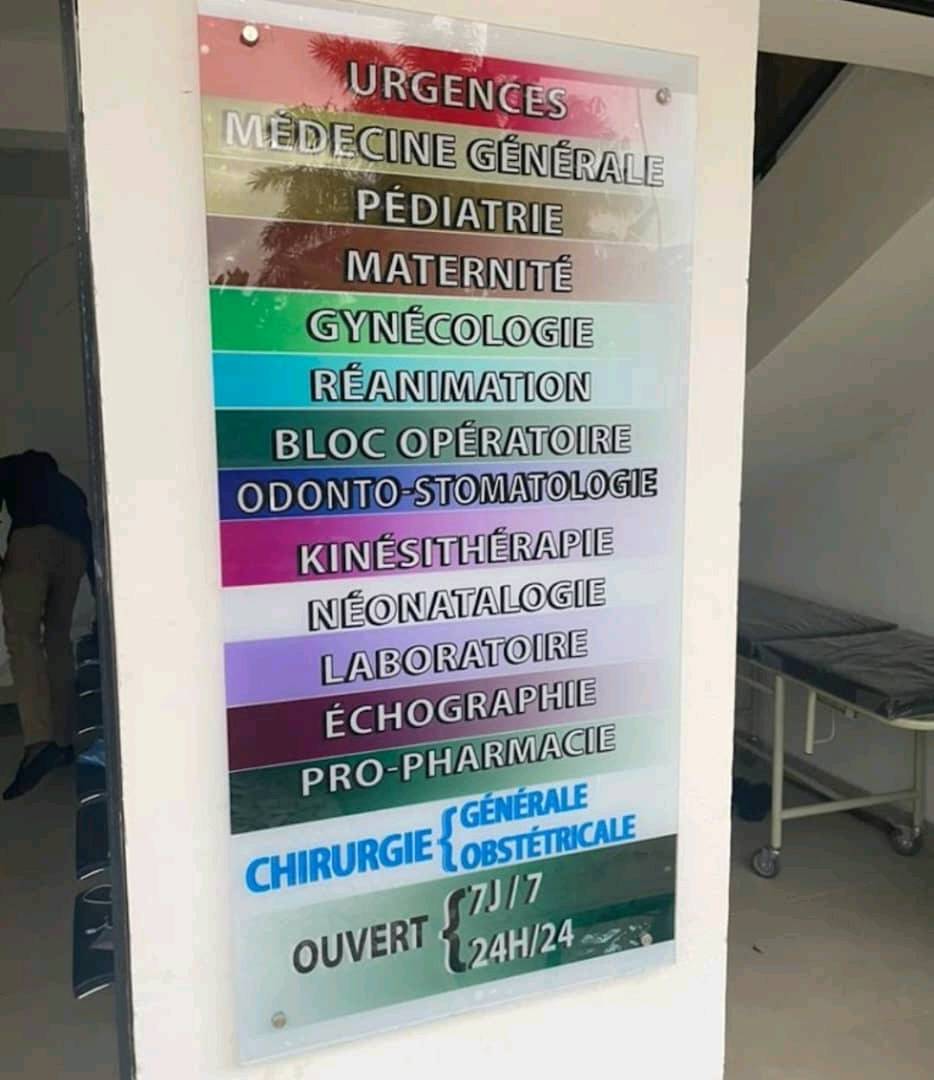 URGENCES
MÉDECINE GÉNÉRALE
PÉDIATRIE
MATERNITÉ
GYNÉCOLOGIE
RÉANIMATION
BLOC OPÉRATOIRE
ODONTO-STOMATOLOGIE
KINÉSITHÉRAPIE
NÉONATALOGIE
LABORATOIRE
ÉCHOGRAPHIE
PRO-PHARMACIE
CHIRURGIE { GÉNÉRALE
OBSTÉTRICALE
OUVERT { 7J/7
24H/24